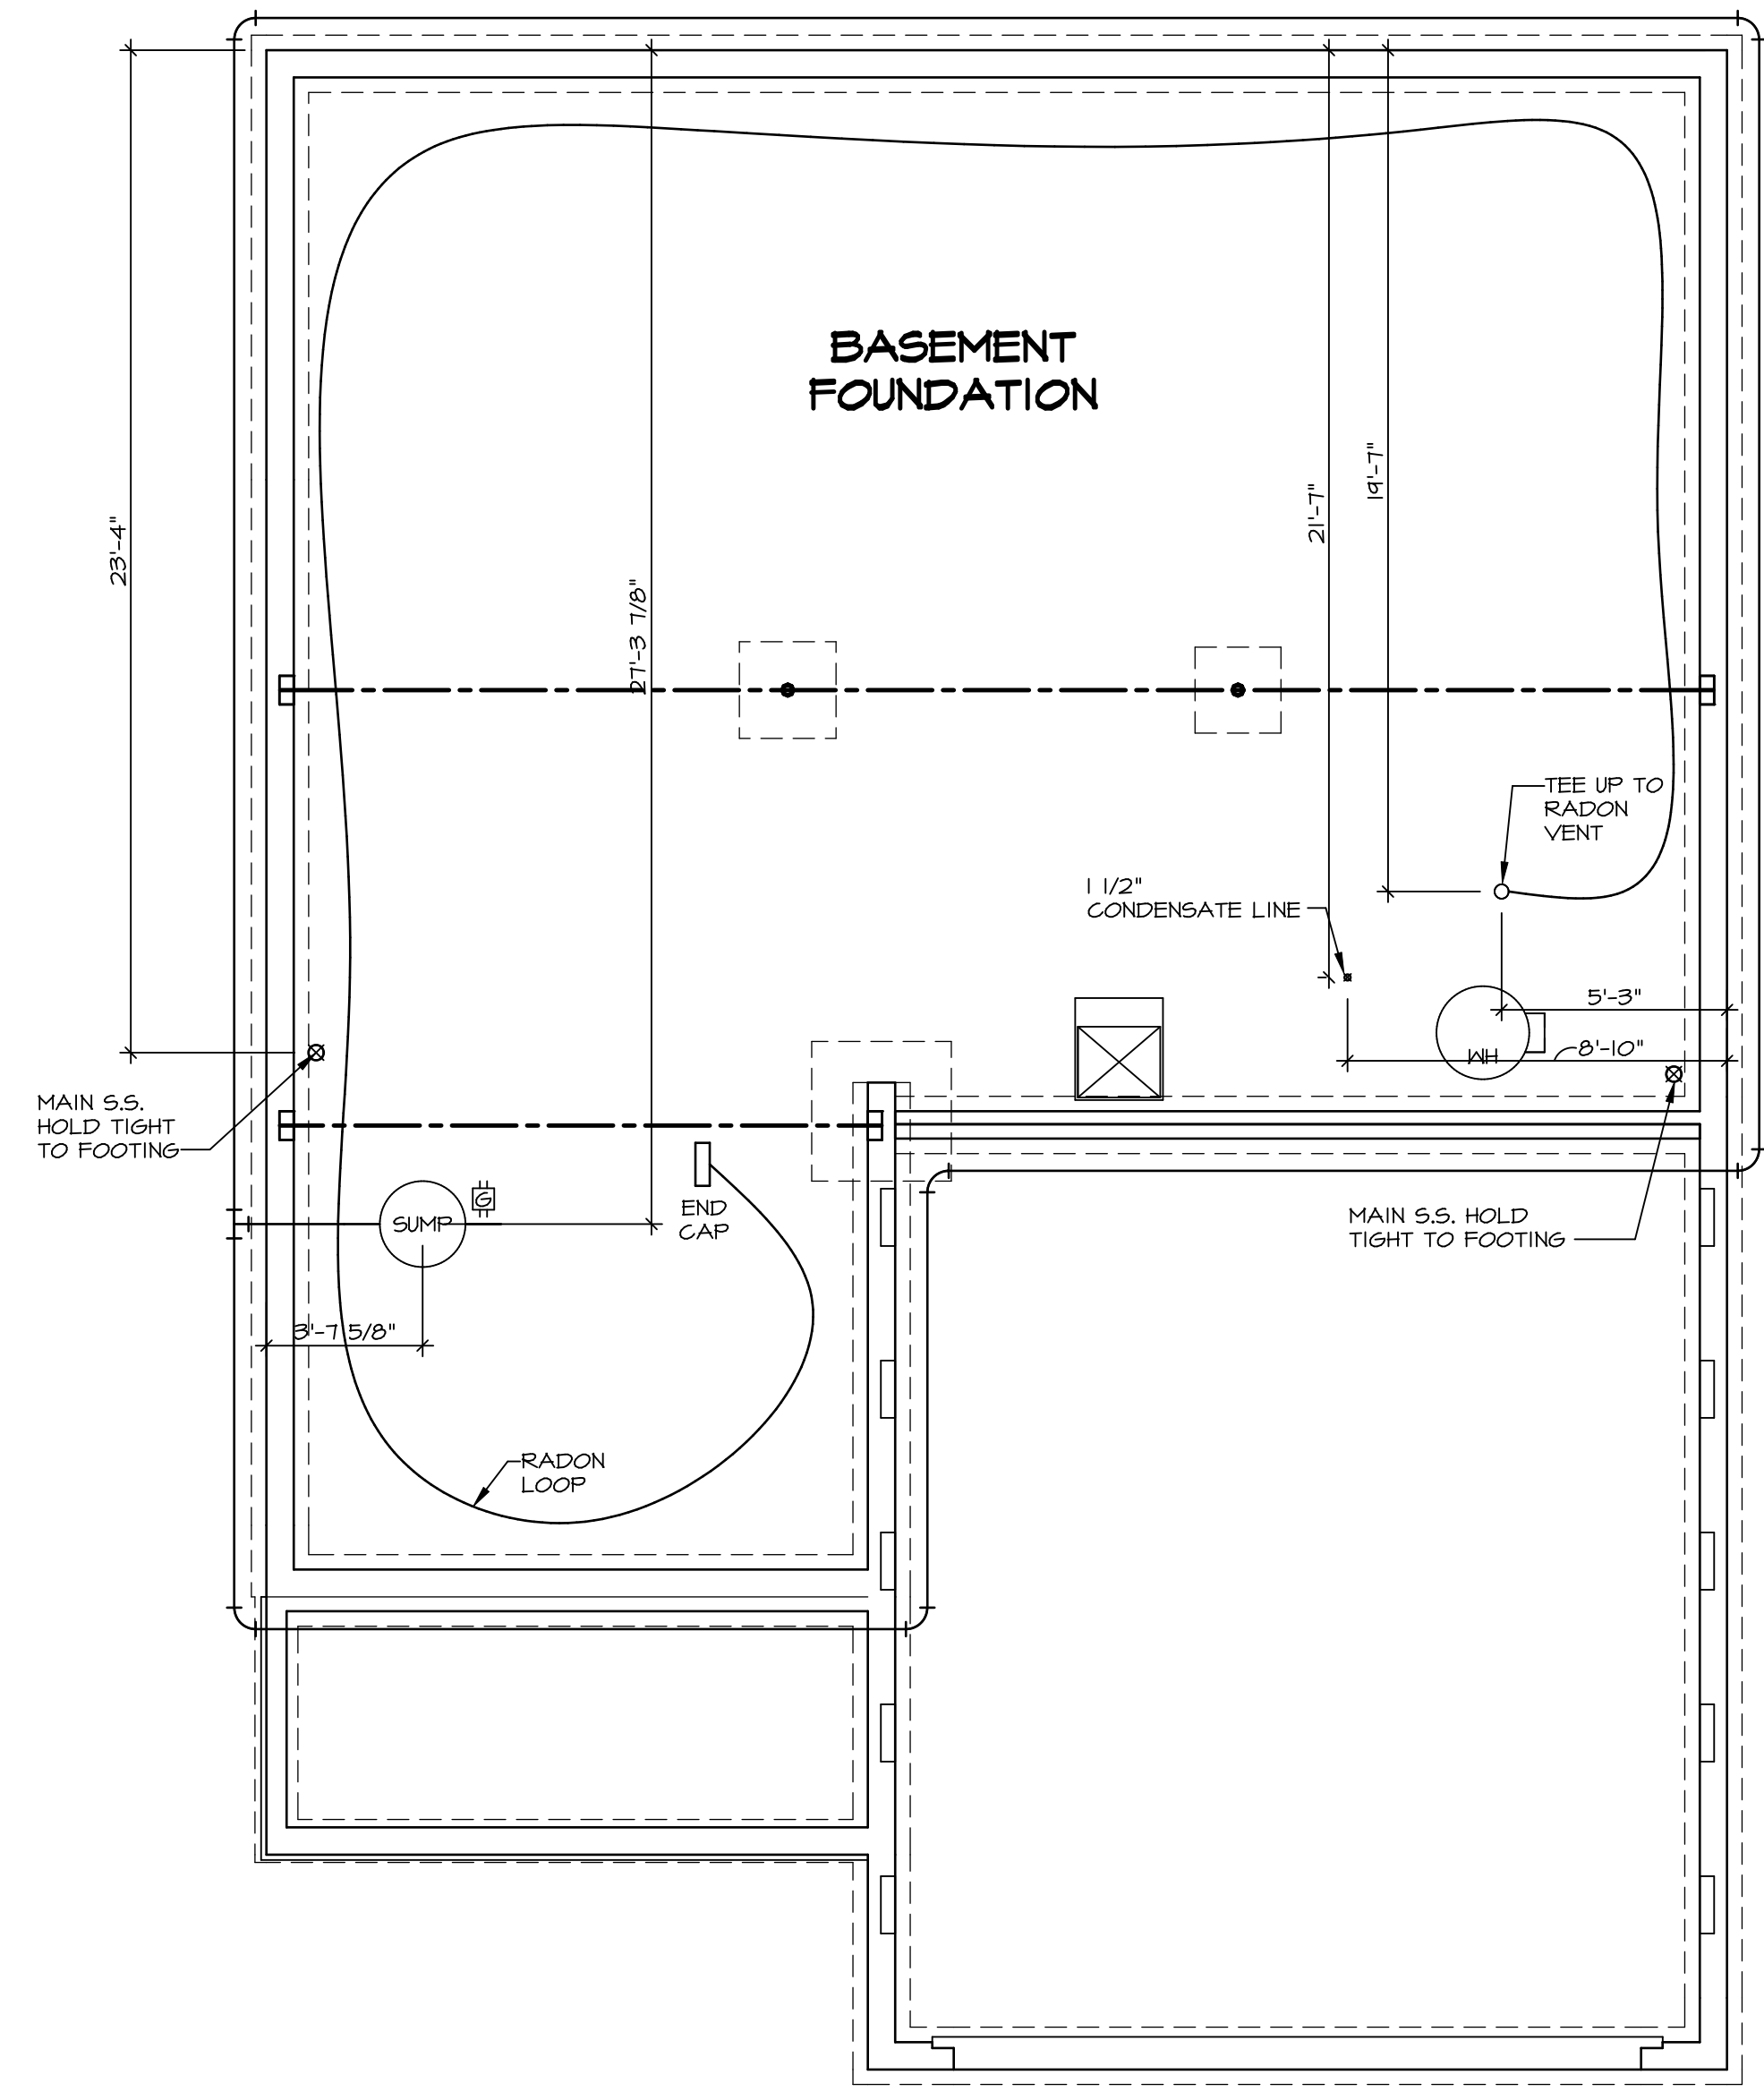 BASEMENT
FOUNDATION
23'-4"
27'-3 7/8"
21'-7"
19'-7"
TEE UP TO
RADON
VENT
1 1/2"
CONDENSATE LINE
5'-3"
WH
8'-10"
MAIN S.S.
HOLD TIGHT
TO FOOTING
SUMP
G
END
CAP
MAIN S.S. HOLD
TIGHT TO FOOTING
3'-7 5/8"
RADON
LOOP